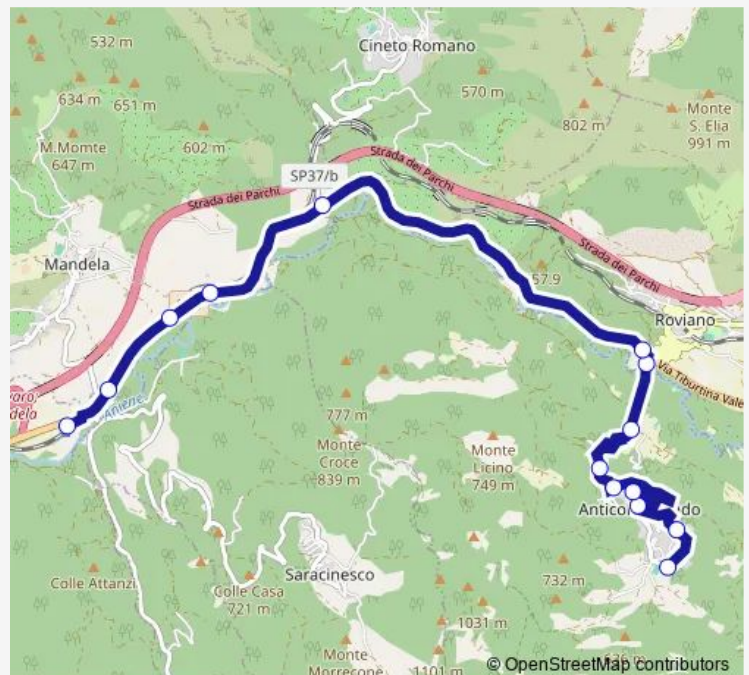 Cineto Romano
532 m
570 m
634 m
651 m
Monte
S. Elia
991 m
802 m
M.Momte
647 m
602 m
Strada dei Parchi
SP37/b
Strada dei Parchi
Mandela
Strada dei Parchi
57.9
Roviano
Via Tiburtina Vale
Aniene
777 m
Monte
Croce
839 m
Monte
Licino
749 m
Saracinesco
Colle Attanzi
Colle Casa
721 m
732 m
1031 m
Monte
Morrecone
1101 m
© OpenStreetMap contributors